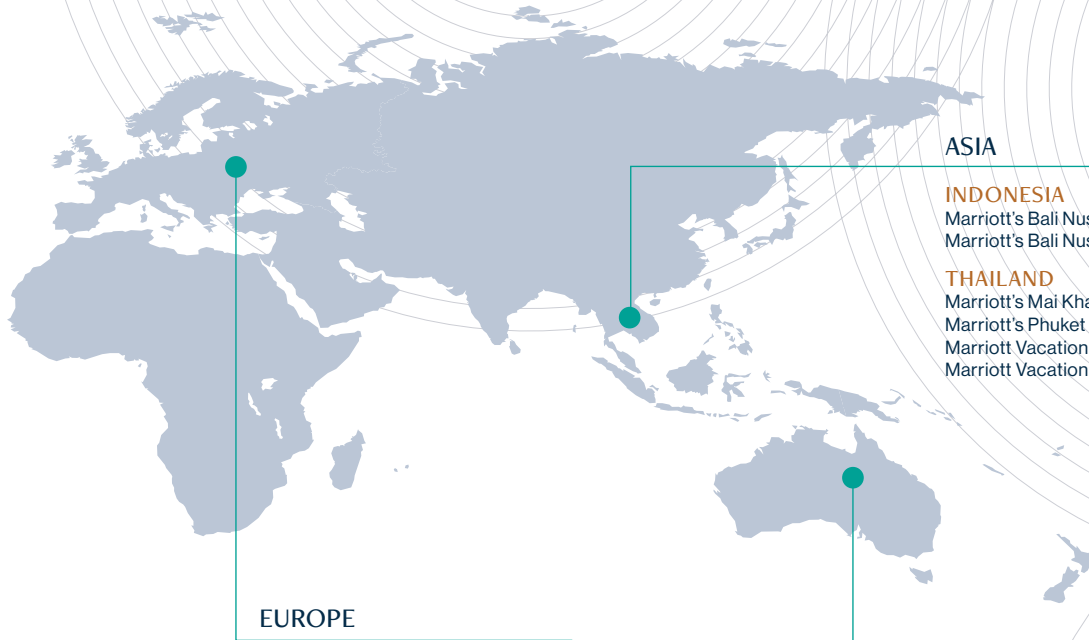 ASIA
INDONESIA
Marriott’s Bali Nus
Marriott’s Bali Nus
THAILAND
Marriott’s Mai Kha
Marriott’s Phuket
Marriott Vacation
Marriott Vacation
EUROPE